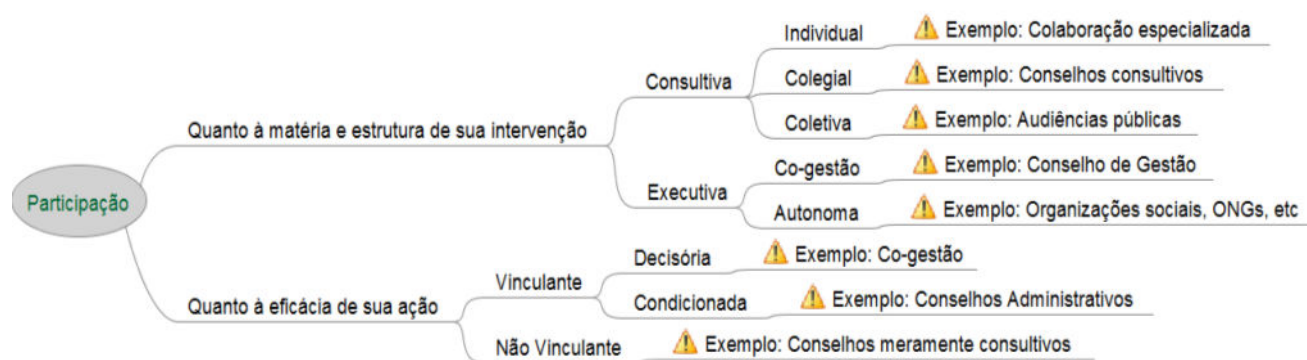 Participação
Quanto à matéria e estrutura de sua intervenção
Consultiva
Individual
Exemplo: Colaboração especializada
Colegial
Exemplo: Conselhos consultivos
Coletiva
Exemplo: Audiências públicas
Executiva
Co-gestão
Exemplo: Conselho de Gestão
Autonoma
Exemplo: Organizações sociais, ONGs, etc
Quanto à eficácia de sua ação
Vinculante
Decisória
Exemplo: Co-gestão
Condicionada
Exemplo: Conselhos Administrativos
Não Vinculante
Exemplo: Conselhos meramente consultivos